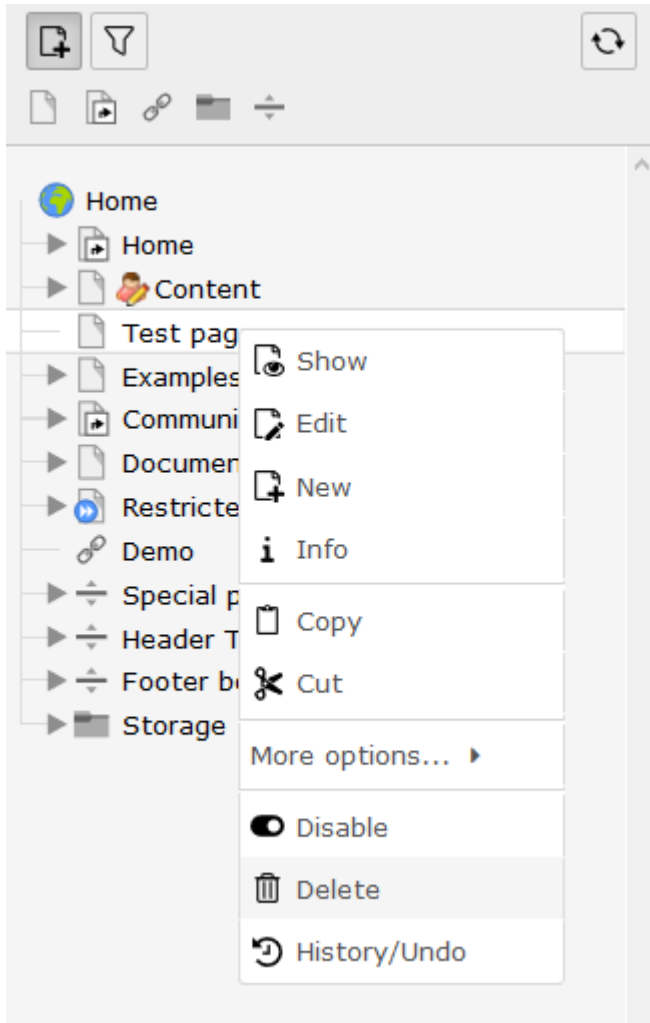 Home
Home
Content
Test pag
Examples
Communi
Documen
Restricte
Demo
Special p
Header T
Footer b
Storage
Show
Edit
New
Info
Copy
Cut
More options...
Disable
Delete
History/Undo